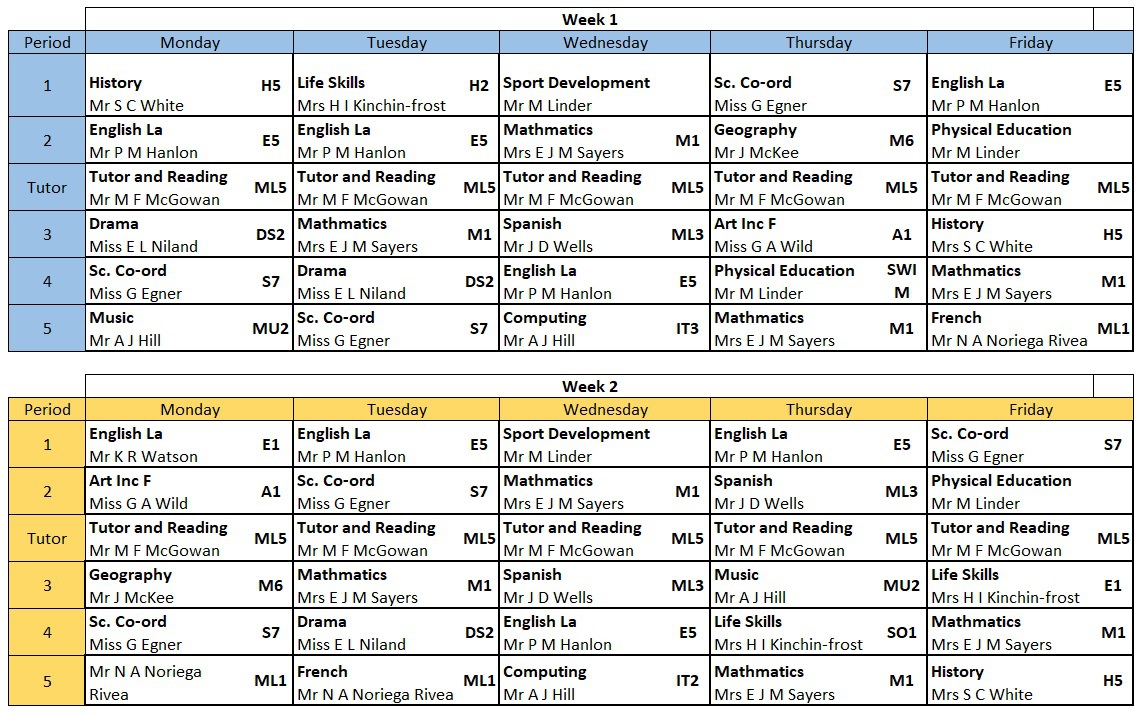 Week 1
Period Monday Tuesday Wednesday Thursday Friday
1 History H5 Life Skills H2 Sport Development Sc. Co-ord S7 English La E5
Mr S C White Mrs H I Kinchin-frost Mr M Linder Miss G Egner Mr P M Hanlon
2 English La E5 English La E5 Mathmatics M1 Geography M6 Physical Education
Mr P M Hanlon Mr P M Hanlon Mrs E J M Sayers Mr J McKee Mr M Linder
Tutor Tutor and Reading ML5 Tutor and Reading ML5 Tutor and Reading ML5 Tutor and Reading ML5 Tutor and Reading ML5
Mr M F McGowan Mr M F McGowan Mr M F McGowan Mr M F McGowan Mr M F McGowan
3 Drama DS2 Mathmatics M1 Spanish ML3 Art Inc F A1 History H5
Miss E L Niland Mrs E J M Sayers Mr J D Wells Miss G A Wild Mrs S C White
4 Sc. Co-ord S7 Drama DS2 English La E5 Physical Education SWI Mathmatics M1
Miss G Egner Miss E L Niland Mr P M Hanlon Mr M Linder M Mrs E J M Sayers
5 Music MU2 Sc. Co-ord S7 Computing IT3 Mathmatics M1 French ML1
Mr A J Hill Miss G Egner Mr A J Hill Mrs E J M Sayers Mr N A Noriega Rivea
Week 2
Period Monday Tuesday Wednesday Thursday Friday
1 English La E1 English La E5 Sport Development English La E5 Sc. Co-ord S7
Mr K R Watson Mr P M Hanlon Mr M Linder Mr P M Hanlon Miss G Egner
2 Art Inc F A1 Sc. Co-ord S7 Mathmatics M1 Spanish ML3 Physical Education
Miss G A Wild Miss G Egner Mrs E J M Sayers Mr J D Wells Mr M Linder
Tutor Tutor and Reading ML5 Tutor and Reading ML5 Tutor and Reading ML5 Tutor and Reading ML5 Tutor and Reading ML5
Mr M F McGowan Mr M F McGowan Mr M F McGowan Mr M F McGowan Mr M F McGowan
3 Geography M6 Mathmatics M1 Spanish ML3 Music MU2 Life Skills E1
Mr J McKee Mrs E J M Sayers Mr J D Wells Mr A J Hill Mrs H I Kinchin-frost
4 Sc. Co-ord S7 Drama DS2 English La E5 Life Skills SO1 Mathmatics M1
Miss G Egner Miss E L Niland Mr P M Hanlon Mrs H I Kinchin-frost Mrs E J M Sayers
5 Mr N A Noriega ML1 French ML1 Computing IT2 Mathmatics M1 History H5
Rivea Mr N A Noriega Rivea Mr A J Hill Mrs E J M Sayers Mrs S C White